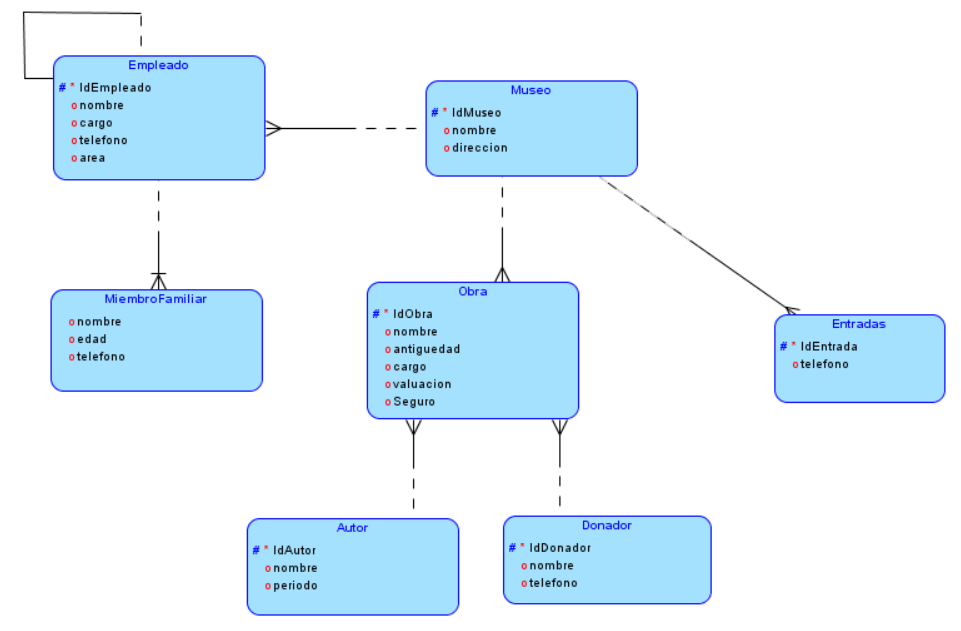 Empleado
# * IdEmpleado
o nombre
o cargo
o telefono
o area
Museo
# * IdMuseo
o nombre
o direccion
MiembroFamiliar
o nombre
o edad
o telefono
Obra
# * IdObra
o nombre
o antiguedad
o cargo
o valuacion
o Seguro
Entradas
# * IdEntrada
o telefono
Autor
# * IdAutor
o nombre
o periodo
Donador
# * IdDonador
o nombre
o telefono